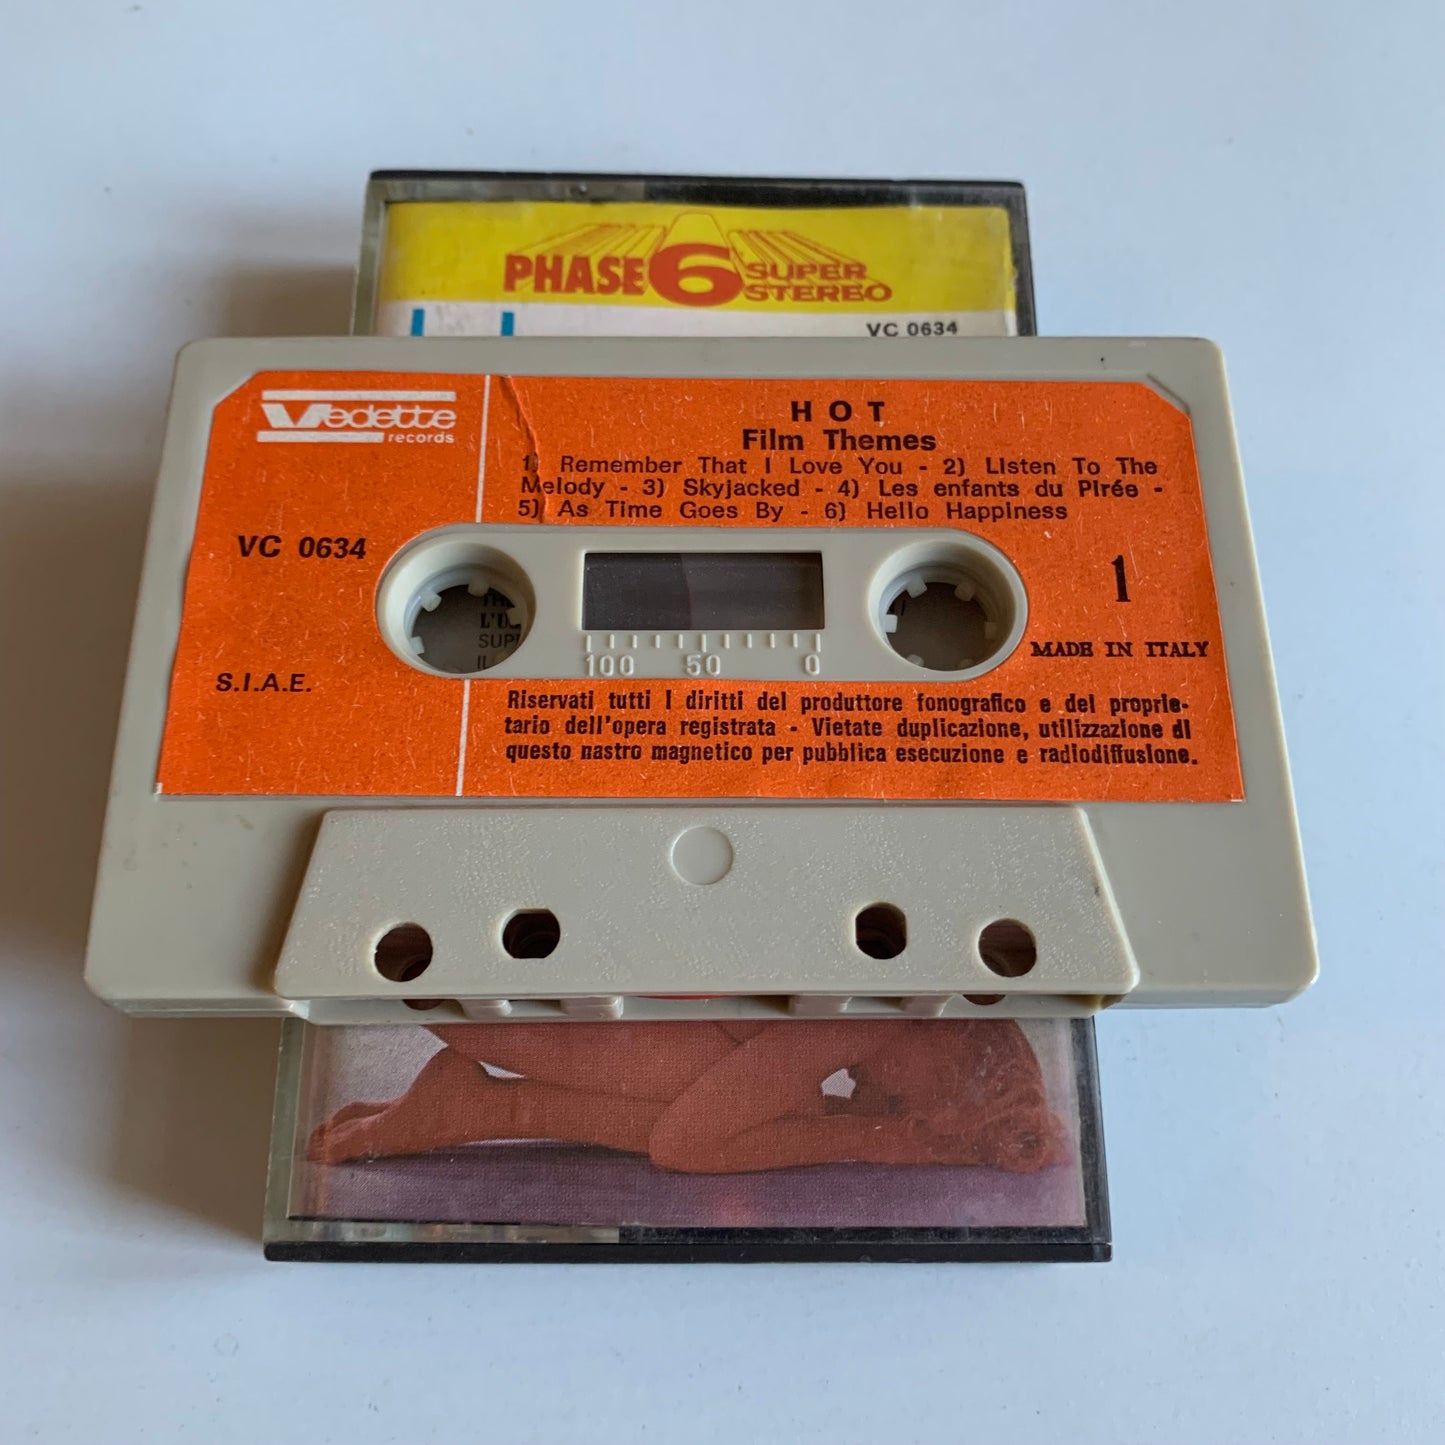 PHASE 6 SUPER STEREO
VC 0634
Vedette records
HOT
Film Themes
1) Remember That I Love You - 2) Listen To The
Melody - 3) Skyjacked - 4) Les enfants du Pirée -
5) As Time Goes By - 6) Hello Happiness
VC 0634
1
SUP
100 50 0
MADE IN ITALY
S.I.A.E.
Riservati tutti i diritti del produttore fonografico e del proprie-
tario dell'opera registrata - Vietate duplicazione, utilizzazione di
questo nastro magnetico per pubblica esecuzione e radiodiffusione.